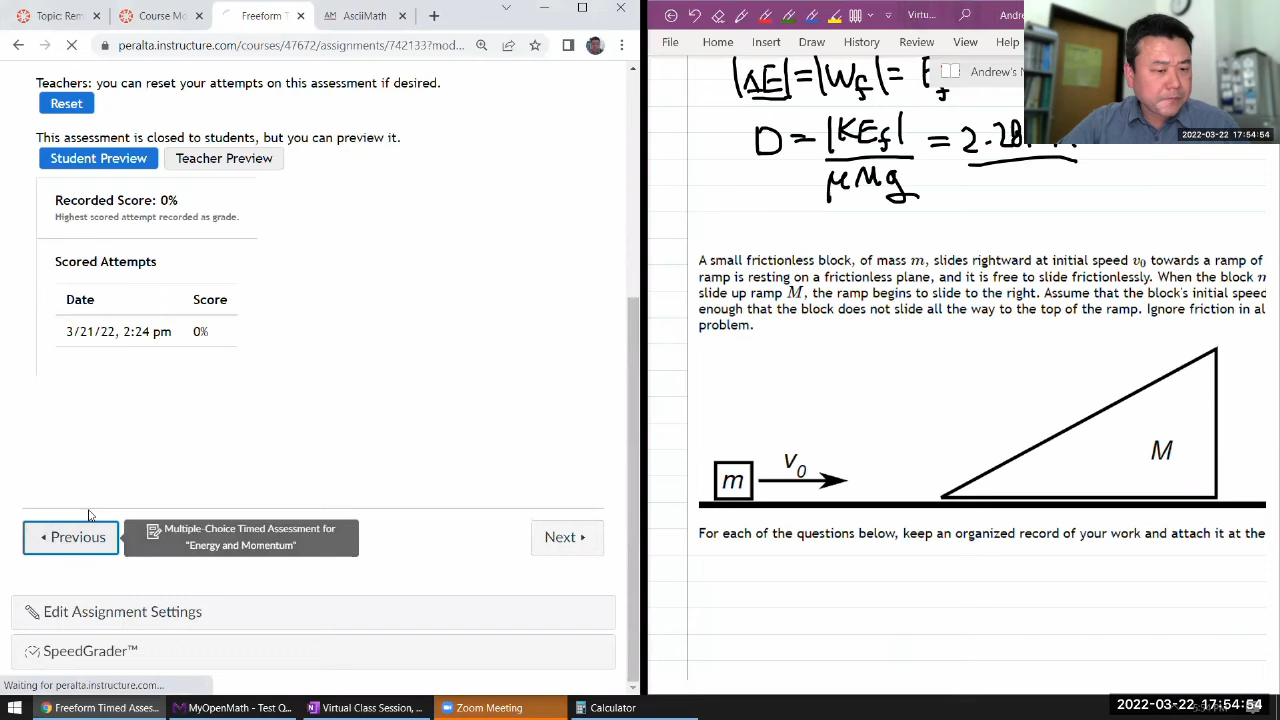 Topic Rem
Freeform T
AsciiMath
peralta.instructure.com/courses/47672/assignments/742133?mod...
Teachers: you can reset your attempts on this assessment if desired.
Reset
This assessment is closed to students, but you can preview it.
Student Preview
Teacher Preview
Recorded Score: 0%
Highest scored attempt recorded as grade.
Scored Attempts
Date Score
3/21/22, 2:24 pm 0%
◂ Previous
Multiple-Choice Timed Assessment for
"Energy and Momentum"
Next ▸
Edit Assignment Settings
SpeedGrader™
Waiting for peralta.instructure.com...
Virtu...
Andre
File Home Insert Draw History Review View Help
Andrew's N
|ΔE| = |W_f| = F_f
D = |KE_f| / μMg = 2.28
A small frictionless block, of mass m, slides rightward at initial speed v₀ towards a ramp of
ramp is resting on a frictionless plane, and it is free to slide frictionlessly. When the block m
slide up ramp M, the ramp begins to slide to the right. Assume that the block's initial speed
enough that the block does not slide all the way to the top of the ramp. Ignore friction in al
problem.
v₀
m
M
For each of the questions below, keep an organized record of your work and attach it at the
2022-03-22 17:54:54
Freeform Timed Asses...
MyOpenMath - Test O...
Virtual Class Session, ...
Zoom Meeting
Calculator
2022-03-22 17:54:54